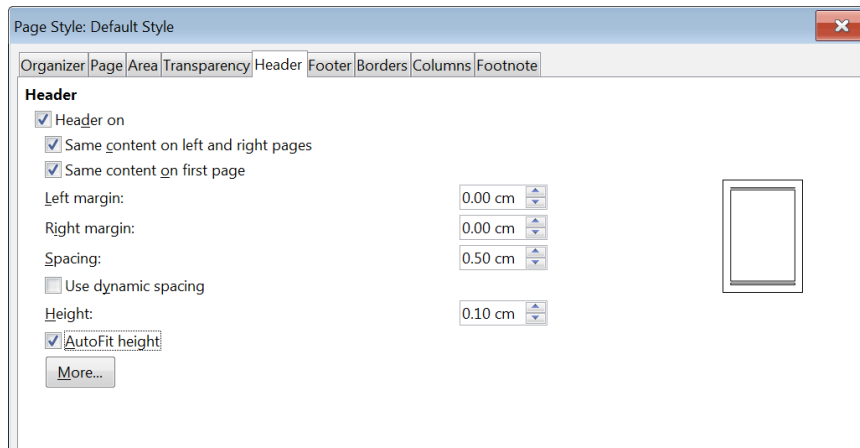 Page Style: Default Style
Organizer Page Area Transparency Header Footer Borders Columns Footnote
Header
Header on
Same content on left and right pages
Same content on first page
Left margin: 0.00 cm
Right margin: 0.00 cm
Spacing: 0.50 cm
Use dynamic spacing
Height: 0.10 cm
AutoFit height
More...